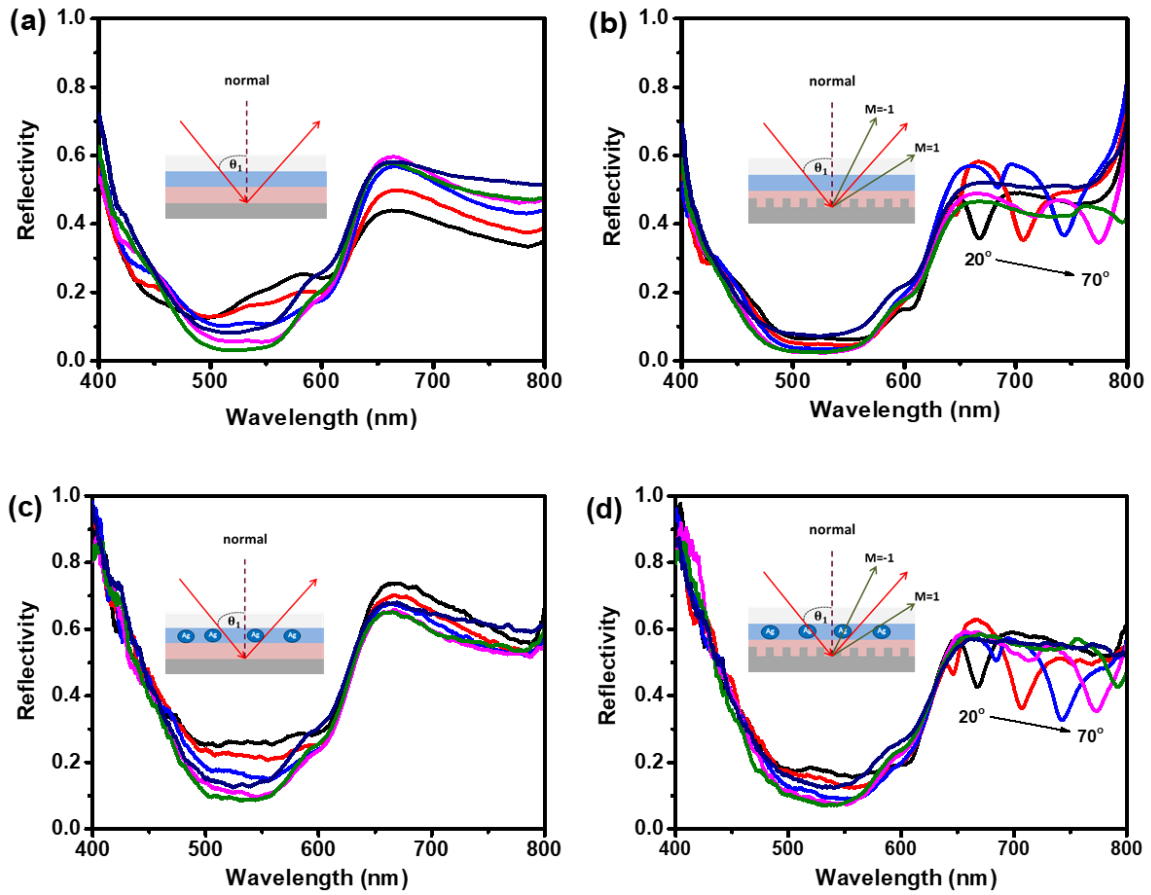 (a)
1.0
0.8
0.6
0.4
0.2
0.0
Reflectivity
normal
θ1
400 500 600 700 800
Wavelength (nm)
(b)
1.0
0.8
0.6
0.4
0.2
0.0
Reflectivity
normal
M=-1
M=1
θ1
20° 70°
400 500 600 700 800
Wavelength (nm)
(c)
1.0
0.8
0.6
0.4
0.2
0.0
Reflectivity
normal
θ1
Ag Ag Ag Ag
400 500 600 700 800
Wavelength (nm)
(d)
1.0
0.8
0.6
0.4
0.2
0.0
Reflectivity
normal
M=-1
M=1
θ1
Ag Ag Ag Ag
20° 70°
400 500 600 700 800
Wavelength (nm)